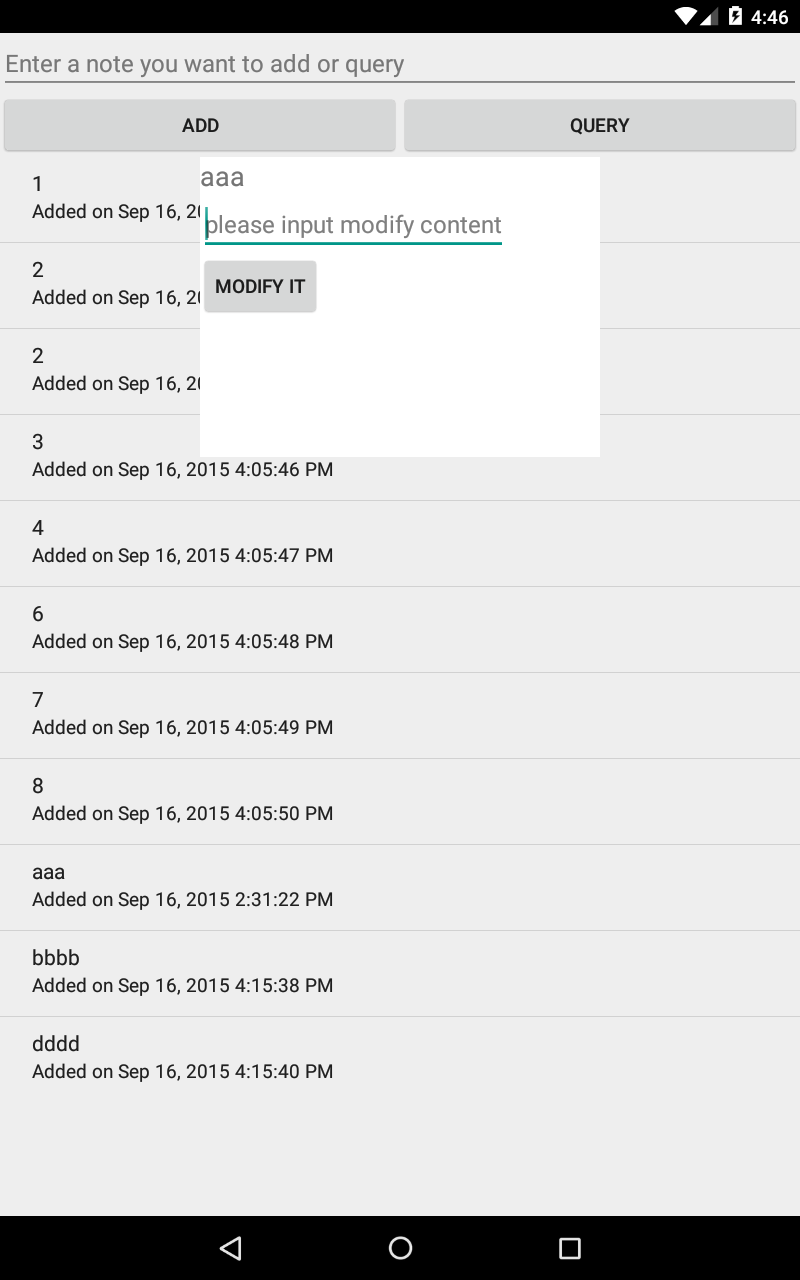 4:46
Enter a note you want to add or query
ADD QUERY
1
Added on Sep 16,
aaa
please input modify content
MODIFY IT
2
Added on Sep 16,
2
Added on Sep 16,
3
Added on Sep 16, 2015 4:05:46 PM
4
Added on Sep 16, 2015 4:05:47 PM
6
Added on Sep 16, 2015 4:05:48 PM
7
Added on Sep 16, 2015 4:05:49 PM
8
Added on Sep 16, 2015 4:05:50 PM
aaa
Added on Sep 16, 2015 2:31:22 PM
bbbb
Added on Sep 16, 2015 4:15:38 PM
dddd
Added on Sep 16, 2015 4:15:40 PM